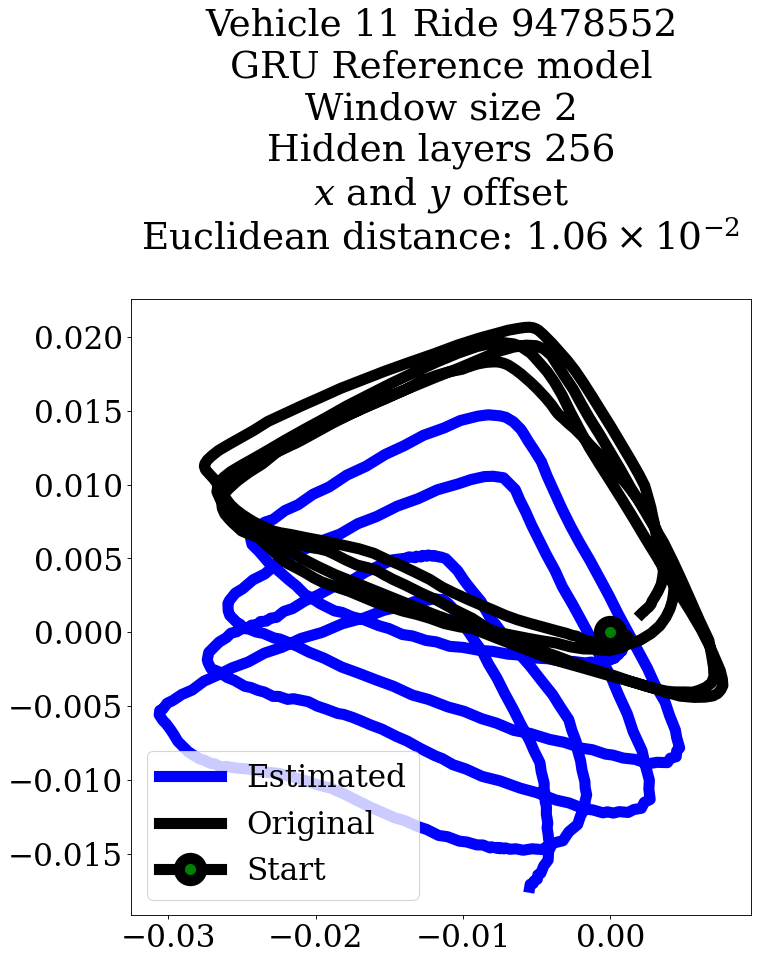 Vehicle 11 Ride 9478552
GRU Reference model
Window size 2
Hidden layers 256
x and y offset
Euclidean distance: 1.06 × 10⁻²
0.020
0.015
0.010
0.005
0.000
−0.005
−0.010
−0.015
Estimated
Original
Start
−0.03 −0.02 −0.01 0.00